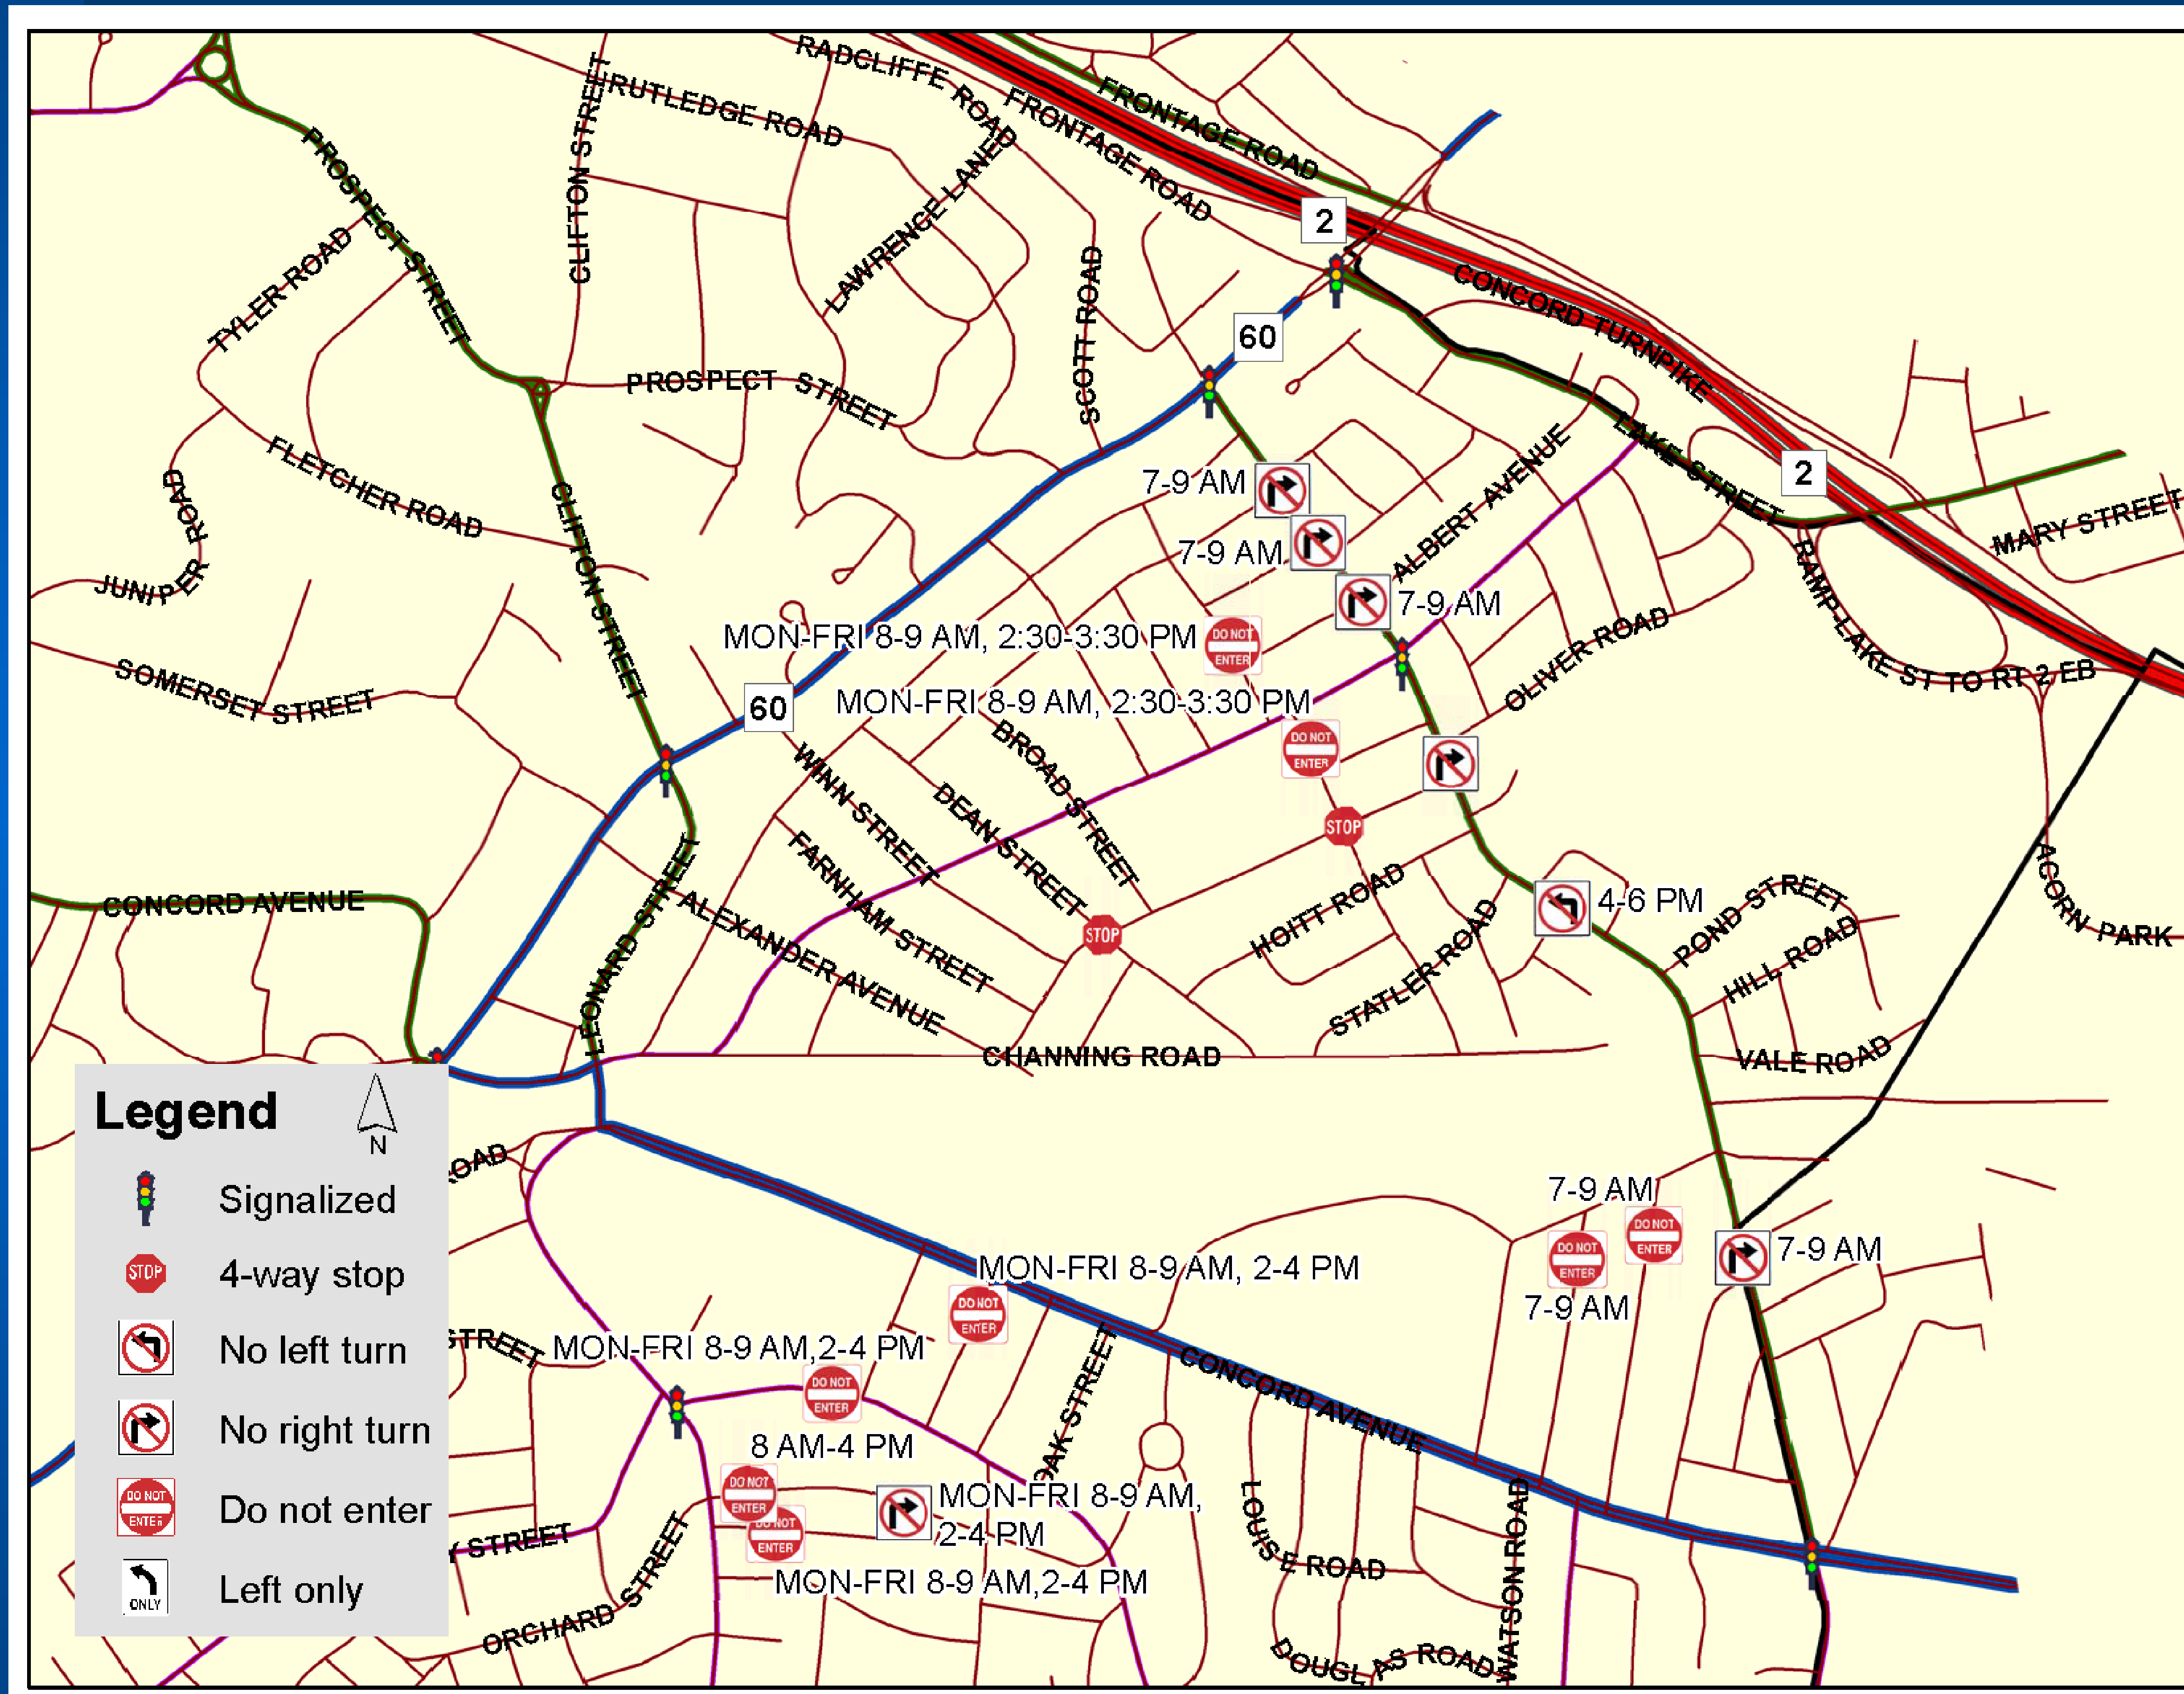 RADCLIFFE ROAD
FRONTAGE ROAD
FRONTAGE ROAD
CLIFTON STREET
RUTLEDGE ROAD
PROSPECT STREET
LAWRENCE LANE
TYLER ROAD
2
CONCORD TURNPIKE
SCOTT ROAD
60
PROSPECT STREET
FLETCHER ROAD
JUNIPER ROAD
CLIFTON STREET
7-9 AM
7-9 AM
7-9 AM
ALBERT AVENUE
LAKE STREET
2
MARY STREET
MON-FRI 8-9 AM, 2:30-3:30 PM
DO NOT
ENTER
MON-FRI 8-9 AM, 2:30-3:30 PM
DO NOT
ENTER
OLIVER ROAD
RAMP-LAKE ST TO RT 2 EB
SOMERSET STREET
60
WINN STREET
DEAN STREET
BROAD STREET
STOP
FARNHAM STREET
STOP
HOITT ROAD
STATLER ROAD
4-6 PM
POND STREET
HILL ROAD
VALE ROAD
ACORN PARK
CONCORD AVENUE
LEONARD STREET
ALEXANDER AVENUE
CHANNING ROAD
Legend
N
Signalized
STOP
4-way stop
No left turn
No right turn
DO NOT
ENTER
Do not enter
ONLY
Left only
OAD
STREET
Y STREET
ORCHARD STREET
7-9 AM
DO NOT
ENTER
DO NOT
ENTER
7-9 AM
7-9 AM
MON-FRI 8-9 AM, 2-4 PM
DO NOT
ENTER
MON-FRI 8-9 AM,2-4 PM
DO NOT
ENTER
OAK STREET
CONCORD AVENUE
8 AM-4 PM
DO NOT
ENTER
DO NOT
ENTER
MON-FRI 8-9 AM,
2-4 PM
MON-FRI 8-9 AM,2-4 PM
LOUISE ROAD
WATSON ROAD
DOUGLAS ROAD